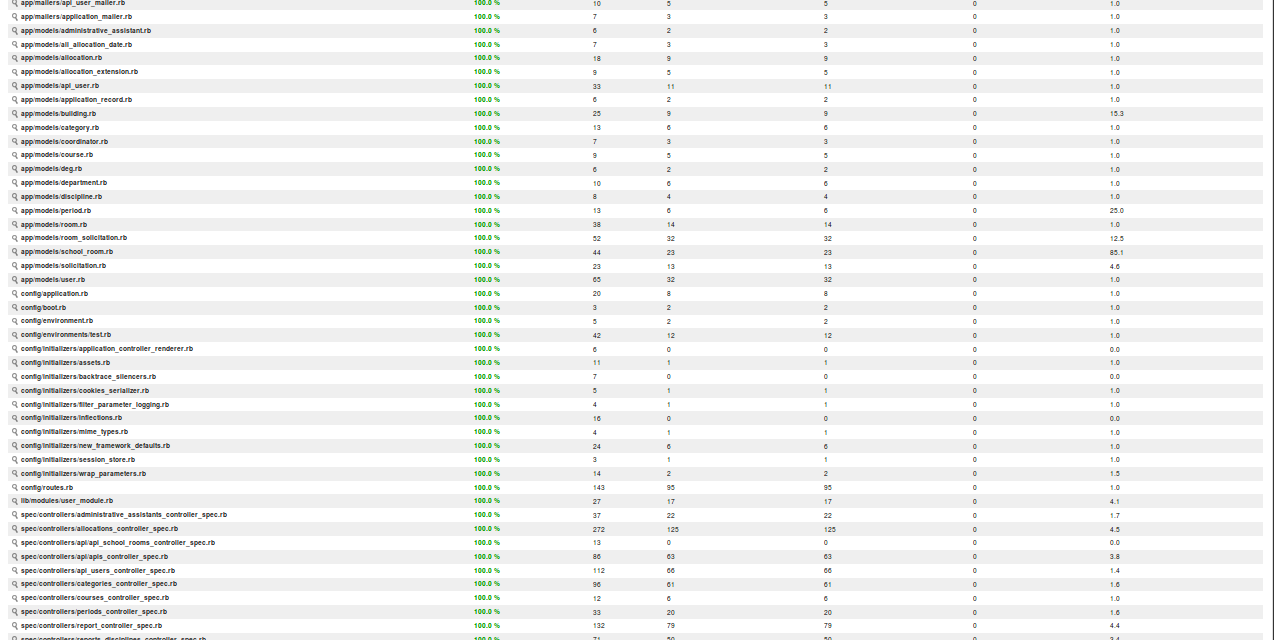 app/mailers/api_user_mailer.rb 100.0 % 10 5 5 0 1.0
app/mailers/application_mailer.rb 100.0 % 7 3 3 0 1.0
app/models/administrative_assistant.rb 100.0 % 6 2 2 0 1.0
app/models/all_allocation_date.rb 100.0 % 7 3 3 0 1.0
app/models/allocation.rb 100.0 % 18 9 9 0 1.0
app/models/allocation_extension.rb 100.0 % 9 5 5 0 1.0
app/models/api_user.rb 100.0 % 33 11 11 0 1.0
app/models/application_record.rb 100.0 % 6 2 2 0 1.0
app/models/building.rb 100.0 % 25 9 9 0 15.3
app/models/category.rb 100.0 % 13 6 6 0 1.0
app/models/coordinator.rb 100.0 % 7 3 3 0 1.0
app/models/course.rb 100.0 % 9 5 5 0 1.0
app/models/deg.rb 100.0 % 6 2 2 0 1.0
app/models/department.rb 100.0 % 10 6 6 0 1.0
app/models/discipline.rb 100.0 % 8 4 4 0 1.0
app/models/period.rb 100.0 % 13 6 6 0 25.0
app/models/room.rb 100.0 % 38 14 14 0 1.0
app/models/room_solicitation.rb 100.0 % 52 32 32 0 12.5
app/models/school_room.rb 100.0 % 44 23 23 0 85.1
app/models/solicitation.rb 100.0 % 23 13 13 0 4.6
app/models/user.rb 100.0 % 65 32 32 0 1.0
config/application.rb 100.0 % 20 8 8 0 1.0
config/boot.rb 100.0 % 3 2 2 0 1.0
config/environment.rb 100.0 % 5 2 2 0 1.0
config/environments/test.rb 100.0 % 42 12 12 0 1.0
config/initializers/application_controller_renderer.rb 100.0 % 6 0 0 0 0.0
config/initializers/assets.rb 100.0 % 11 1 1 0 1.0
config/initializers/backtrace_silencers.rb 100.0 % 7 0 0 0 0.0
config/initializers/cookies_serializer.rb 100.0 % 5 1 1 0 1.0
config/initializers/filter_parameter_logging.rb 100.0 % 4 1 1 0 1.0
config/initializers/inflections.rb 100.0 % 16 0 0 0 0.0
config/initializers/mime_types.rb 100.0 % 4 1 1 0 1.0
config/initializers/new_framework_defaults.rb 100.0 % 24 6 6 0 1.0
config/initializers/session_store.rb 100.0 % 3 1 1 0 1.0
config/initializers/wrap_parameters.rb 100.0 % 14 2 2 0 1.5
config/routes.rb 100.0 % 143 95 95 0 1.0
lib/modules/user_module.rb 100.0 % 27 17 17 0 4.1
spec/controllers/administrative_assistants_controller_spec.rb 100.0 % 37 22 22 0 1.7
spec/controllers/allocations_controller_spec.rb 100.0 % 272 125 125 0 4.5
spec/controllers/api/api_school_rooms_controller_spec.rb 100.0 % 13 0 0 0 0.0
spec/controllers/api/apis_controller_spec.rb 100.0 % 86 63 63 0 3.8
spec/controllers/api_users_controller_spec.rb 100.0 % 112 66 66 0 1.4
spec/controllers/categories_controller_spec.rb 100.0 % 96 61 61 0 1.6
spec/controllers/courses_controller_spec.rb 100.0 % 12 6 6 0 1.0
spec/controllers/periods_controller_spec.rb 100.0 % 33 20 20 0 1.6
spec/controllers/report_controller_spec.rb 100.0 % 132 79 79 0 4.4
spec/controllers/reports_disciplines_controller_spec.rb 100.0 % 71 50 50 0 3.4